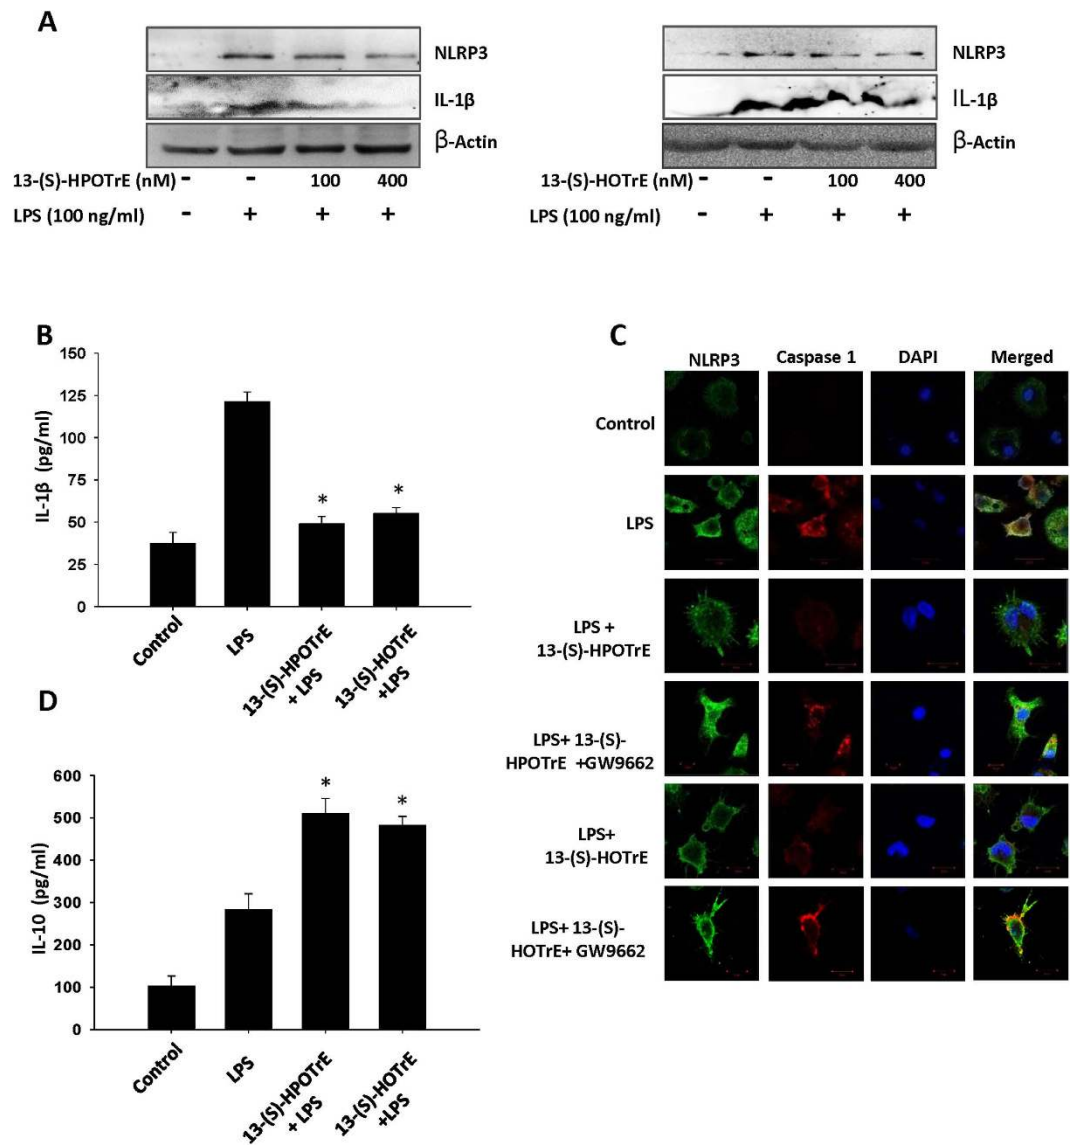 A
NLRP3
IL-1β
β-Actin
13-(S)-HPOTrE (nM) - - 100 400
LPS (100 ng/ml) - + + +
NLRP3
IL-1β
β-Actin
13-(S)-HOTrE (nM) - - 100 400
LPS (100 ng/ml) - + + +
B
150
125
100
75
50
25
0
IL-1β (pg/ml)
*
*
Control
LPS
13-(S)-HPOTrE
+ LPS
13-(S)-HOTrE
+LPS
C
NLRP3 Caspase 1 DAPI Merged
Control
LPS
LPS +
13-(S)-HPOTrE
LPS+ 13-(S)-
HPOTrE +GW9662
LPS+
13-(S)-HOTrE
LPS+ 13-(S)-
HOTrE+ GW9662
D
600
500
400
300
200
100
0
IL-10 (pg/ml)
*
*
Control
LPS
13-(S)-HPOTrE
+ LPS
13-(S)-HOTrE
+LPS